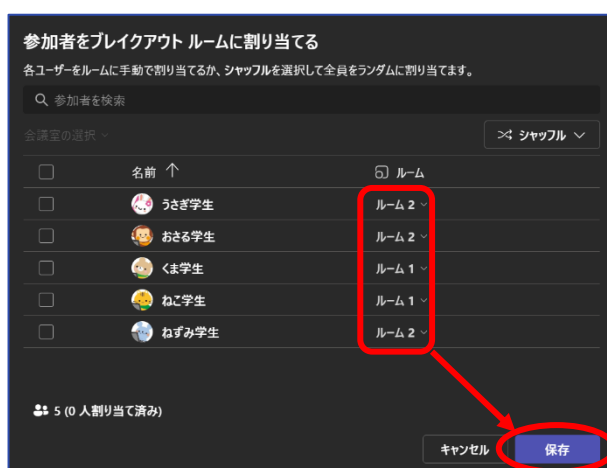 参加者をブレイクアウト ルームに割り当てる
各ユーザーをルームに手動で割り当てるか、シャッフルを選択して全員をランダムに割り当てます。
参加者を検索
会議室の選択
シャッフル
名前 ↑ ルーム
うさぎ学生 ルーム 2
おさる学生 ルーム 2
くま学生 ルーム 1
ねこ学生 ルーム 1
ねずみ学生 ルーム 2
5 (0 人割り当て済み)
キャンセル 保存